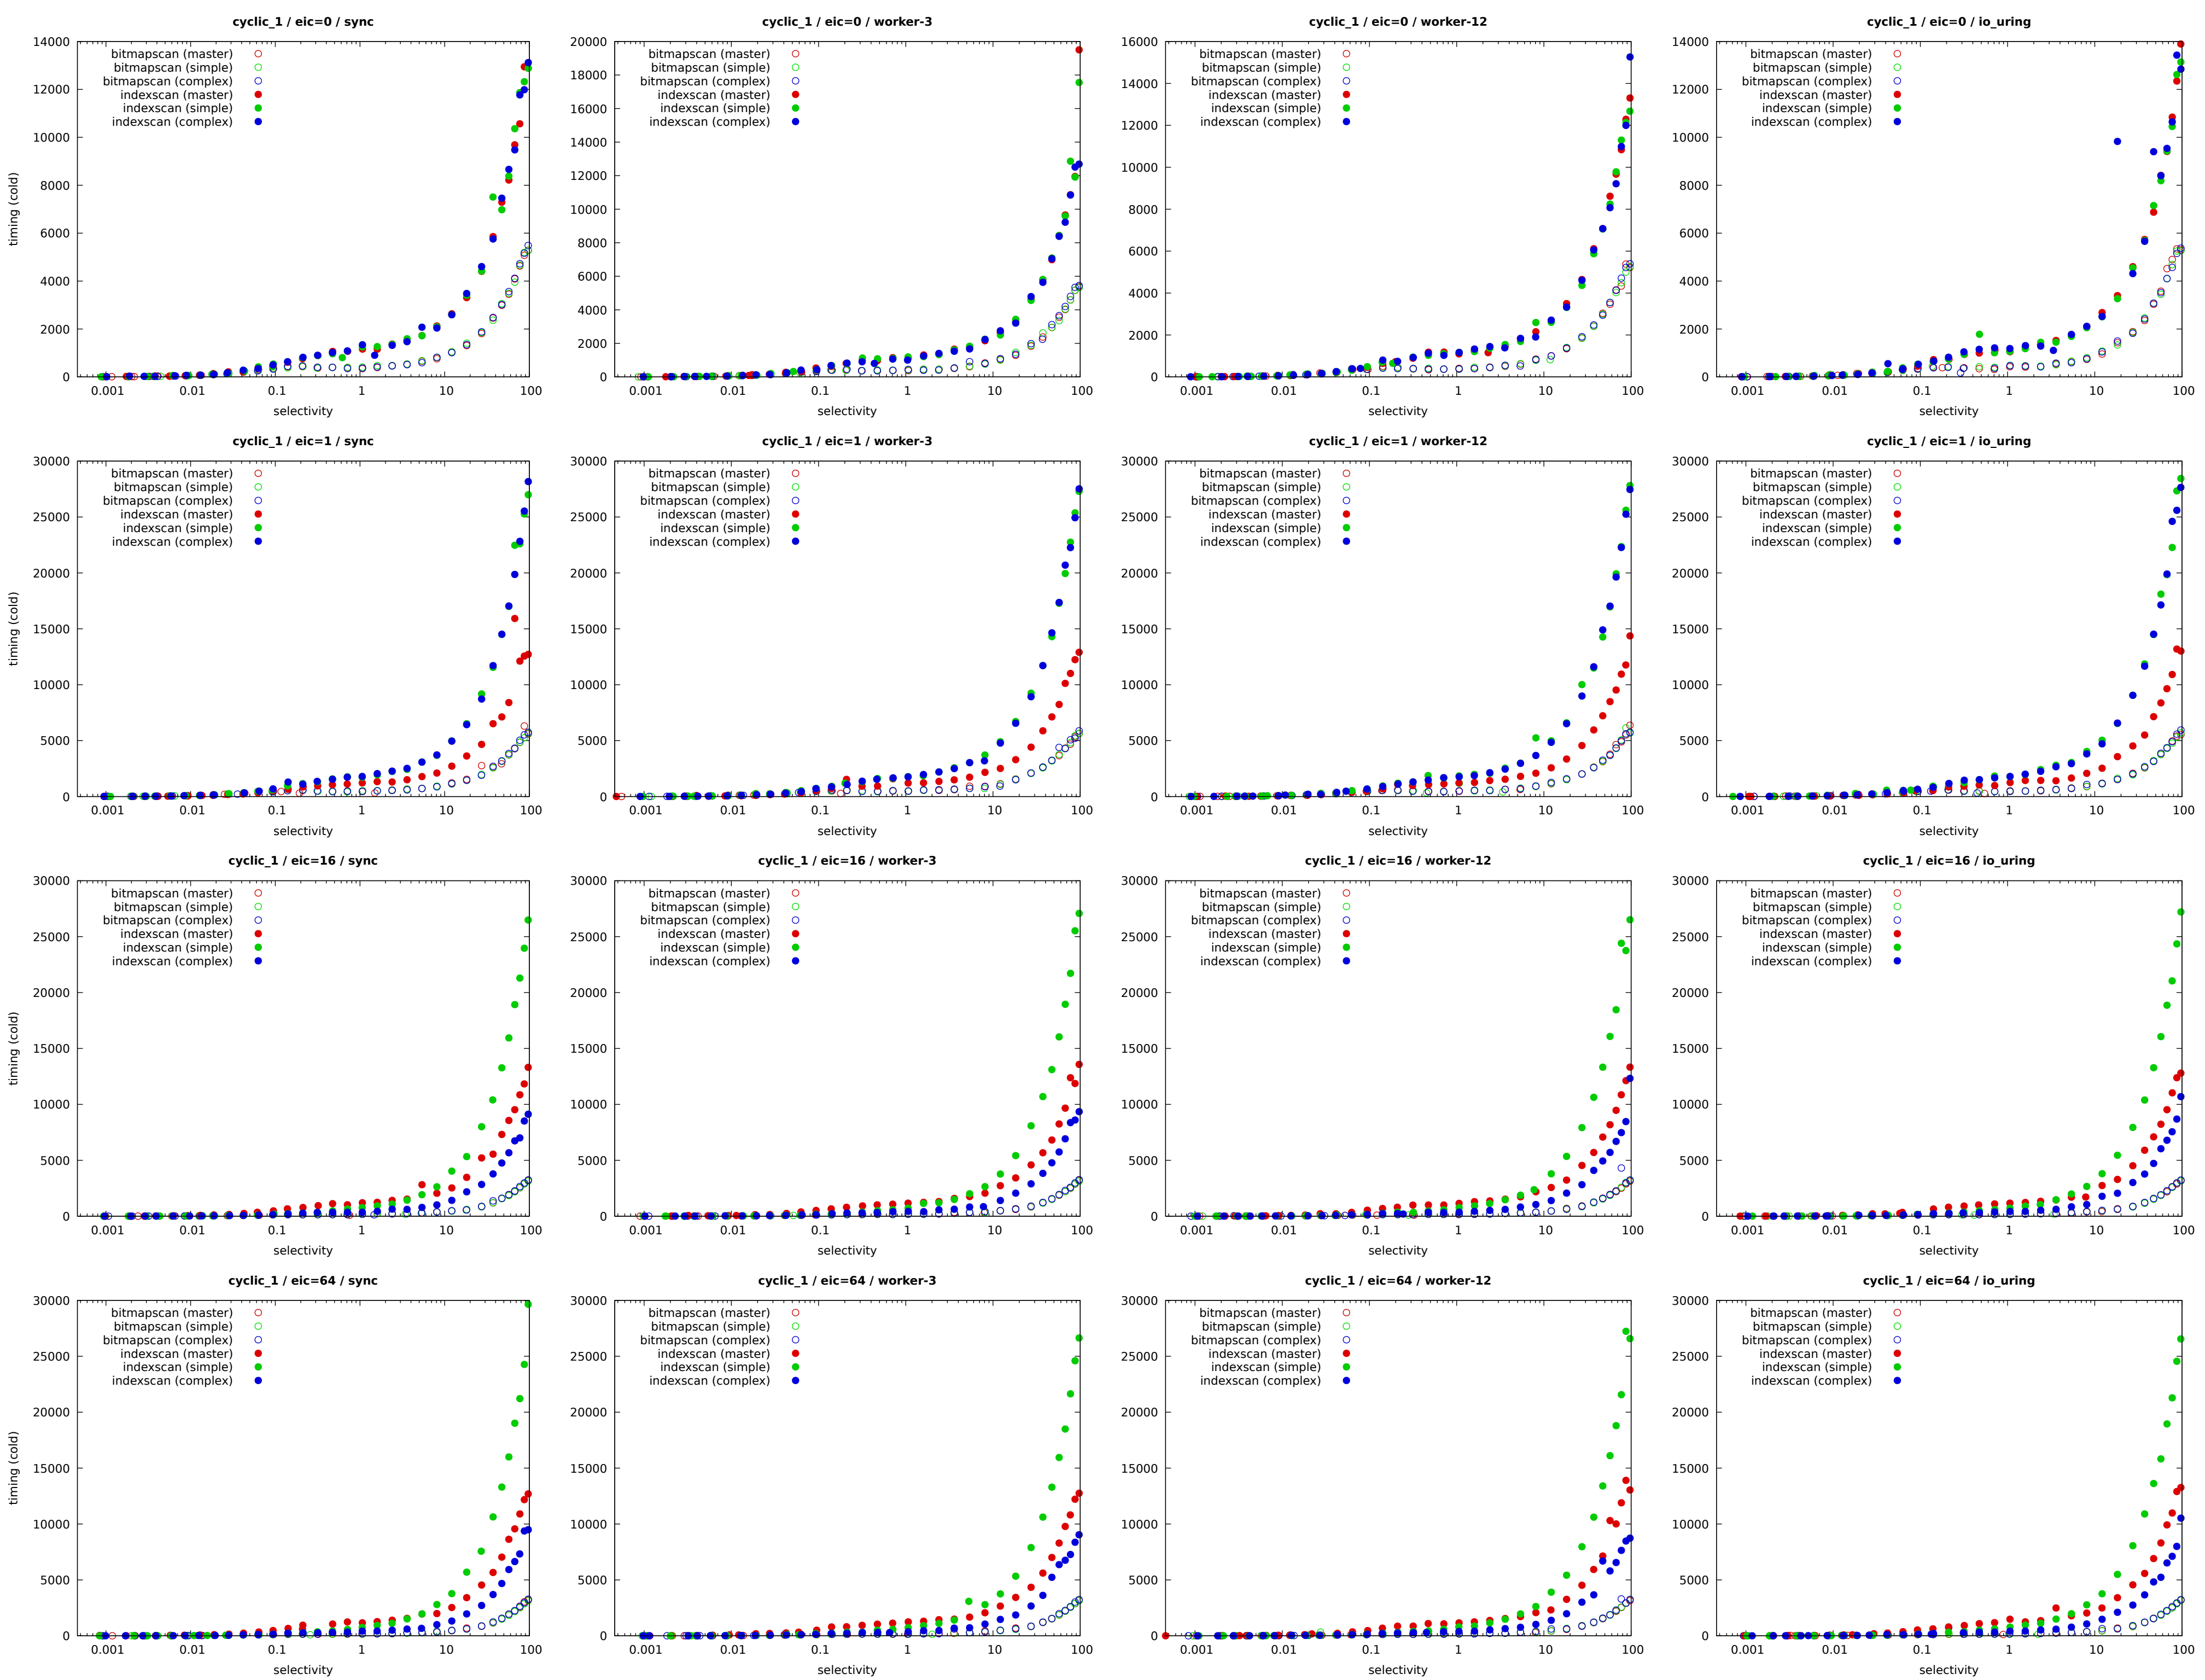 cyclic_1 / eic=0 / sync
timing (cold)
14000
12000
10000
8000
6000
4000
2000
0
bitmapscan (master)
bitmapscan (simple)
bitmapscan (complex)
indexscan (master)
indexscan (simple)
indexscan (complex)
0.001 0.01 0.1 1 10 100
selectivity
cyclic_1 / eic=0 / worker-3
20000
18000
16000
14000
12000
10000
8000
6000
4000
2000
0
bitmapscan (master)
bitmapscan (simple)
bitmapscan (complex)
indexscan (master)
indexscan (simple)
indexscan (complex)
0.001 0.01 0.1 1 10 100
selectivity
cyclic_1 / eic=0 / worker-12
16000
14000
12000
10000
8000
6000
4000
2000
0
bitmapscan (master)
bitmapscan (simple)
bitmapscan (complex)
indexscan (master)
indexscan (simple)
indexscan (complex)
0.001 0.01 0.1 1 10 100
selectivity
cyclic_1 / eic=0 / io_uring
14000
12000
10000
8000
6000
4000
2000
0
bitmapscan (master)
bitmapscan (simple)
bitmapscan (complex)
indexscan (master)
indexscan (simple)
indexscan (complex)
0.001 0.01 0.1 1 10 100
selectivity
cyclic_1 / eic=1 / sync
timing (cold)
30000
25000
20000
15000
10000
5000
0
bitmapscan (master)
bitmapscan (simple)
bitmapscan (complex)
indexscan (master)
indexscan (simple)
indexscan (complex)
0.001 0.01 0.1 1 10 100
selectivity
cyclic_1 / eic=1 / worker-3
30000
25000
20000
15000
10000
5000
0
bitmapscan (master)
bitmapscan (simple)
bitmapscan (complex)
indexscan (master)
indexscan (simple)
indexscan (complex)
0.001 0.01 0.1 1 10 100
selectivity
cyclic_1 / eic=1 / worker-12
30000
25000
20000
15000
10000
5000
0
bitmapscan (master)
bitmapscan (simple)
bitmapscan (complex)
indexscan (master)
indexscan (simple)
indexscan (complex)
0.001 0.01 0.1 1 10 100
selectivity
cyclic_1 / eic=1 / io_uring
30000
25000
20000
15000
10000
5000
0
bitmapscan (master)
bitmapscan (simple)
bitmapscan (complex)
indexscan (master)
indexscan (simple)
indexscan (complex)
0.001 0.01 0.1 1 10 100
selectivity
cyclic_1 / eic=16 / sync
timing (cold)
30000
25000
20000
15000
10000
5000
0
bitmapscan (master)
bitmapscan (simple)
bitmapscan (complex)
indexscan (master)
indexscan (simple)
indexscan (complex)
0.001 0.01 0.1 1 10 100
selectivity
cyclic_1 / eic=16 / worker-3
30000
25000
20000
15000
10000
5000
0
bitmapscan (master)
bitmapscan (simple)
bitmapscan (complex)
indexscan (master)
indexscan (simple)
indexscan (complex)
0.001 0.01 0.1 1 10 100
selectivity
cyclic_1 / eic=16 / worker-12
30000
25000
20000
15000
10000
5000
0
bitmapscan (master)
bitmapscan (simple)
bitmapscan (complex)
indexscan (master)
indexscan (simple)
indexscan (complex)
0.001 0.01 0.1 1 10 100
selectivity
cyclic_1 / eic=16 / io_uring
30000
25000
20000
15000
10000
5000
0
bitmapscan (master)
bitmapscan (simple)
bitmapscan (complex)
indexscan (master)
indexscan (simple)
indexscan (complex)
0.001 0.01 0.1 1 10 100
selectivity
cyclic_1 / eic=64 / sync
timing (cold)
30000
25000
20000
15000
10000
5000
0
bitmapscan (master)
bitmapscan (simple)
bitmapscan (complex)
indexscan (master)
indexscan (simple)
indexscan (complex)
0.001 0.01 0.1 1 10 100
selectivity
cyclic_1 / eic=64 / worker-3
30000
25000
20000
15000
10000
5000
0
bitmapscan (master)
bitmapscan (simple)
bitmapscan (complex)
indexscan (master)
indexscan (simple)
indexscan (complex)
0.001 0.01 0.1 1 10 100
selectivity
cyclic_1 / eic=64 / worker-12
30000
25000
20000
15000
10000
5000
0
bitmapscan (master)
bitmapscan (simple)
bitmapscan (complex)
indexscan (master)
indexscan (simple)
indexscan (complex)
0.001 0.01 0.1 1 10 100
selectivity
cyclic_1 / eic=64 / io_uring
30000
25000
20000
15000
10000
5000
0
bitmapscan (master)
bitmapscan (simple)
bitmapscan (complex)
indexscan (master)
indexscan (simple)
indexscan (complex)
0.001 0.01 0.1 1 10 100
selectivity